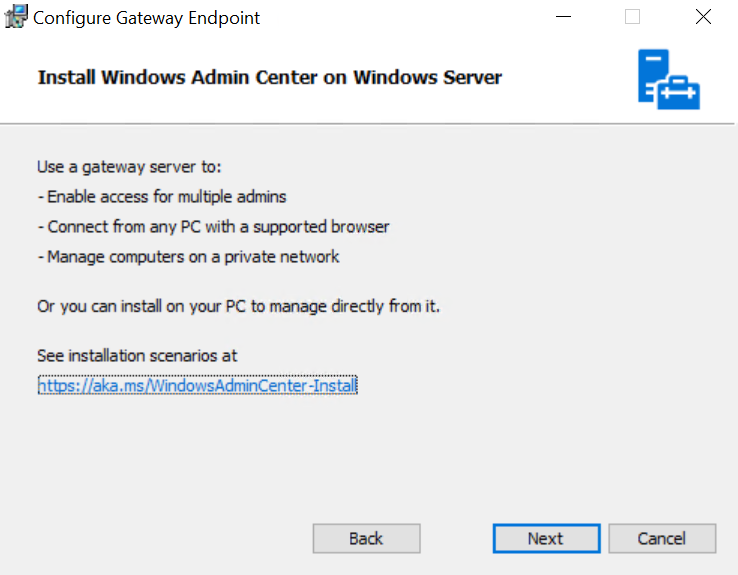 Configure Gateway Endpoint
Install Windows Admin Center on Windows Server
Use a gateway server to:
- Enable access for multiple admins
- Connect from any PC with a supported browser
- Manage computers on a private network
Or you can install on your PC to manage directly from it.
See installation scenarios at
https://aka.ms/WindowsAdminCenter-Install
Back Next Cancel